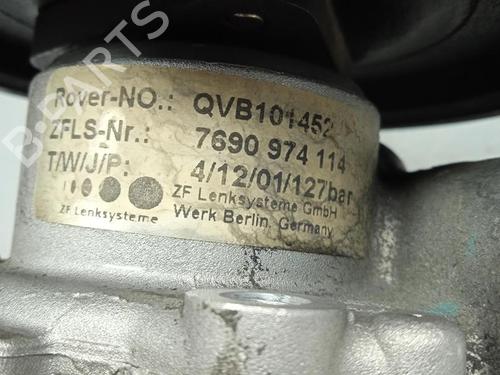 B-PARTS
Rover-NO.: QVB101452
ZFLS-Nr.: 7690 974 114
T/W/J/P: 4/12/01/127bar
ZF Lenksysteme GmbH
ZF Lenksysteme Werk Berlin, Germany